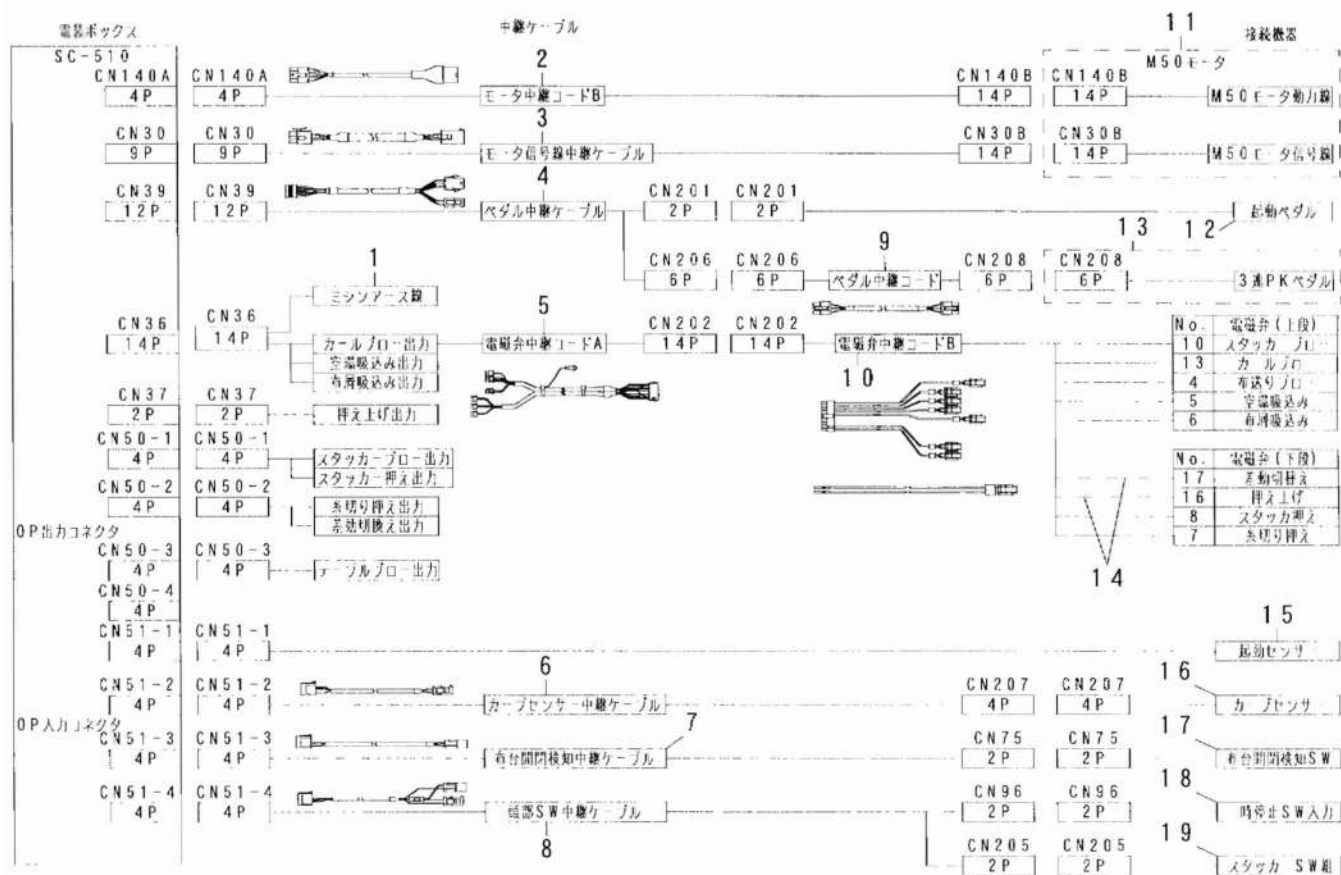 電装ボックス 中継ケーブル 11 接続機器
SC-510 2 M50モータ
CN140A CN140A CN140B CN140B
4P 4P モータ中継コードB 14P 14P M50モータ動力線
CN30 CN30 3 CN30B CN30B
9P 9P モータ信号線中継ケーブル 14P 14P M50モータ信号線
CN39 CN39 4 CN201 CN201
12P 12P ペダル中継ケーブル 2P 2P 起動ペダル
12 13
1 CN206 CN206 9 CN208 CN208
6P 6P ペダル中継コード 6P 6P 3連PKペダル
ミシンアース線
CN36 CN36 5 CN202 CN202
14P 14P カールブロー出力 電磁弁中継コードA 14P 14P 電磁弁中継コードB
空環吸込み出力
布屑吸込み出力
10
No. 電磁弁(上段)
10 スタッカーブロー
13 カールブロー
4 布送りブロー
5 空環吸込み
6 布屑吸込み
CN37 CN37
2P 2P 押え上げ出力
CN50-1 CN50-1
4P 4P スタッカーブロー出力
スタッカー押え出力
CN50-2 CN50-2
4P 4P 糸切り押え出力
差動切換え出力
No. 電磁弁(下段)
17 差動切替え
16 押え上げ
8 スタッカ押え
7 糸切り押え
14
OP出力コネクタ
CN50-3 CN50-3
4P 4P テーブルブロー出力
CN50-4
4P
CN51-1 CN51-1 15
4P 4P 起動センサ
CN51-2 CN51-2 6 CN207 CN207 16
4P 4P カーブセンサー中継ケーブル 4P 4P カーブセンサ
OP入力コネクタ
CN51-3 CN51-3 7 CN75 CN75 17
4P 4P 布台開閉検知中継ケーブル 2P 2P 布台開閉検知SW
CN51-4 CN51-4 CN96 CN96 18
4P 4P 頭部SW中継ケーブル 2P 2P 時停止SW入力
8 CN205 CN205 19
2P 2P スタッカ SW組